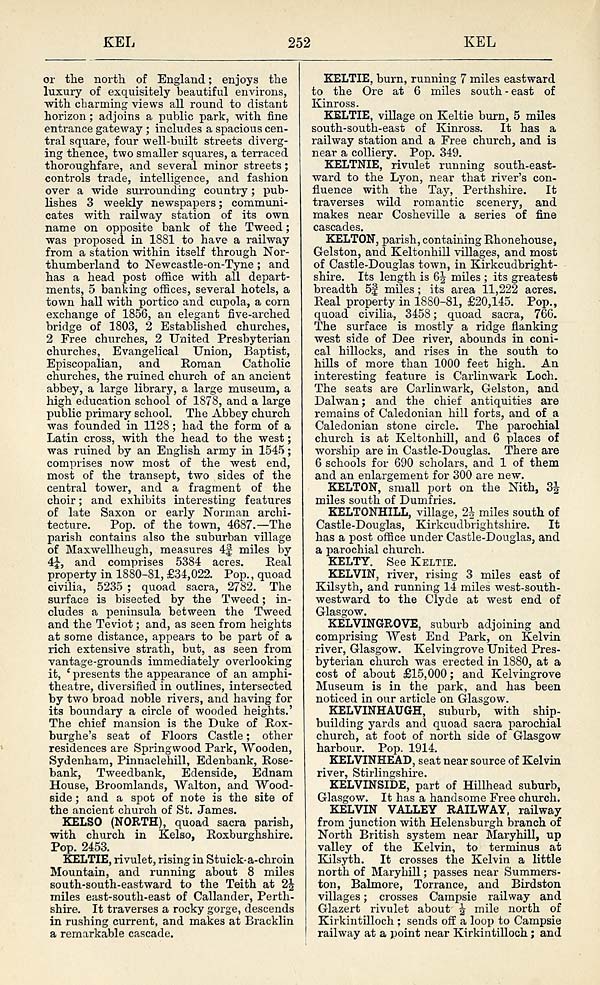 KEL 252 KEL
or the north of England; enjoys the
luxury of exquisitely beautiful environs,
with charming views all round to distant
horizon; adjoins a public park, with fine
entrance gateway; includes a spacious cen-
tral square, four well-built streets diverg-
ing thence, two smaller squares, a terraced
thoroughfare, and several minor streets;
controls trade, intelligence, and fashion
over a wide surrounding country; pub-
lishes 3 weekly newspapers; communi-
cates with railway station of its own
name on opposite bank of the Tweed;
was proposed in 1881 to have a railway
from a station within itself through Nor-
thumberland to Newcastle-on-Tyne; and
has a head post office with all depart-
ments, 5 banking offices, several hotels, a
town hall with portico and cupola, a corn
exchange of 1856, an elegant five-arched
bridge of 1803, 2 Established churches,
2 Free churches, 2 United Presbyterian
churches, Evangelical Union, Baptist,
Episcopalian, and Roman Catholic
churches, the ruined church of an ancient
abbey, a large library, a large museum, a
high education school of 1878, and a large
public primary school. The Abbey church
was founded in 1128; had the form of a
Latin cross, with the head to the west;
was ruined by an English army in 1545;
comprises now most of the west end,
most of the transept, two sides of the
central tower, and a fragment of the
choir; and exhibits interesting features
of late Saxon or early Norman archi-
tecture. Pop. of the town, 4687.—The
parish contains also the suburban village
of Maxwellheugh, measures 4¾ miles by
4¼, and comprises 5384 acres. Real
property in 1880-81, £34,022. Pop., quoad
civilia, 5235; quoad sacra, 2782. The
surface is bisected by the Tweed; in-
cludes a peninsula between the Tweed
and the Teviot; and, as seen from heights
at some distance, appears to be part of a
rich extensive strath, but, as seen from
vantage-grounds immediately overlooking
it, 'presents the appearance of an amphi-
theatre, diversified in outlines, intersected
by two broad noble rivers, and having for
its boundary a circle of wooded heights.'
The chief mansion is the Duke of Rox-
burghe's seat of Floors Castle; other
residences are Springwood Park, Wooden,
Sydenham, Pinnaclehill, Edenbank, Rose-
bank, Tweedbank, Edenside, Ednam
House, Broomlands, Walton, and Wood-
side; and a spot of note is the site of
the ancient church of St. James.
KELSO (NORTH), quoad sacra parish,
with church in Kelso, Roxburghshire.
Pop. 2453.
KELTIE, rivulet, rising in Stuick-a-chroin
Mountain, and running about 8 miles
south-south-eastward to the Teith at 2½
miles east-south-east of Callander, Perth-
shire. It traverses a rocky gorge, descends
in rushing current, and makes at Bracklin
a remarkable cascade.
KELTIE, burn, running 7 miles eastward
to the Ore at 6 miles south-east of
Kinross.
KELTIE, village on Keltie burn, 5 miles
south-south-east of Kinross. It has a
railway station and a Free church, and is
near a colliery. Pop. 349.
KELTNIE, rivulet running south-east-
ward to the Lyon, near that river's con-
fluence with the Tay, Perthshire. It
traverses wild romantic scenery, and
makes near Cosheville a series of fine
cascades.
KELTON, parish, containing Rhonehouse,
Gelston, and Keltonhill villages, and most
of Castle-Douglas town, in Kirkcudbright-
shire. Its length is 6½ miles; its greatest
breadth 5¾ miles; its area 11,222 acres.
Real property in 1880-81, £20,145. Pop.,
quoad civilia, 3458; quoad sacra, 766.
The surface is mostly a ridge flanking
west side of Dee river, abounds in coni-
cal hillocks, and rises in the south to
hills of more than 1000 feet high. An
interesting feature is Carlinwark Loch.
The seats are Carlinwark, Gelston, and
Dalwan; and the chief antiquities are
remains of Caledonian hill forts, and of a
Caledonian stone circle. The parochial
church is at Keltonhill, and 6 places of
worship are in Castle-Douglas. There are
6 schools for 690 scholars, and 1 of them
and an enlargement for 300 are new.
KELTON, small port on the Nith, 3½
miles south of Dumfries.
KELTONHILL, village, 2½ miles south of
Castle-Douglas, Kirkcudbrightshire. It
has a post office under Castle-Douglas, and
a parochial church.
KELTY. See KELTIE.
KELVIN, river, rising 3 miles east of
Kilsyth, and running 14 miles west-south-
westward to the Clyde at west end of
Glasgow.
KELVINGROVE, suburb adjoining and
comprising West End Park, on Kelvin
river, Glasgow. Kelvingrove United Pres-
byterian church was erected in 1880, at a
cost of about £15,000; and Kelvingrove
Museum is in the park, and has been
noticed in our article on Glasgow.
KELVINHAUGH, suburb, with ship-
building yards and quoad sacra parochial
church, at foot of north side of Glasgow
harbour. Pop. 1914.
KELVINHEAD, seat near source of Kelvin
river, Stirlingshire.
KELVINSIDE, part of Hillhead suburb,
Glasgow. It has a handsome Free church.
KELVIN VALLEY RAILWAY, railway
from junction with Helensburgh branch of
North British system near Maryhill, up
valley of the Kelvin, to terminus at
Kilsyth. It crosses the Kelvin a little
north of Maryhill; passes near Summers-
ton, Balmore, Torrance, and Birdston
villages; crosses Campsie railway and
Glazert rivulet about ½ mile north of
Kirkintilloch; sends off a loop to Campsie
railway at a point near Kirkintilloch; and